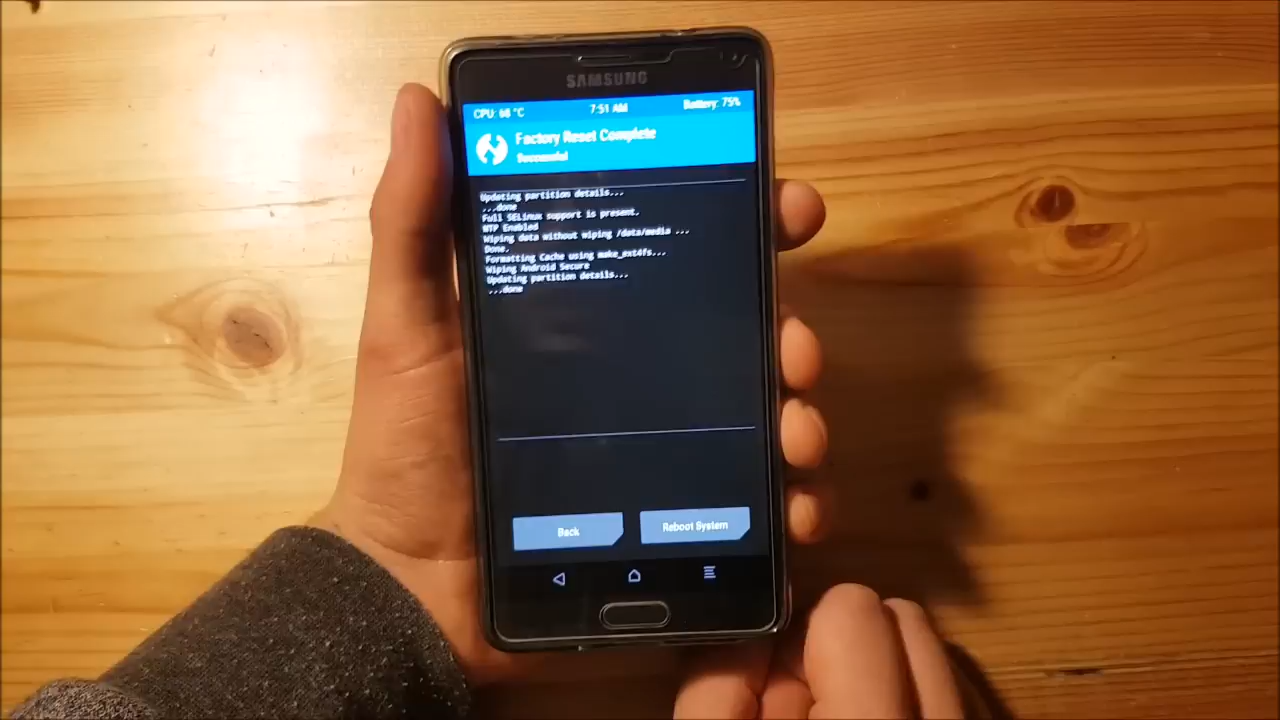 SAMSUNG
CPU: 66 °C 7:51 AM Battery: 75%
Factory Reset Complete
Successful
Updating partition details...
...done
Full SELinux support is present.
MTP Enabled
Wiping data without wiping /data/media ...
Done.
Formatting Cache using make_ext4fs...
Wiping Android Secure
Updating partition details...
...done
Back Reboot System